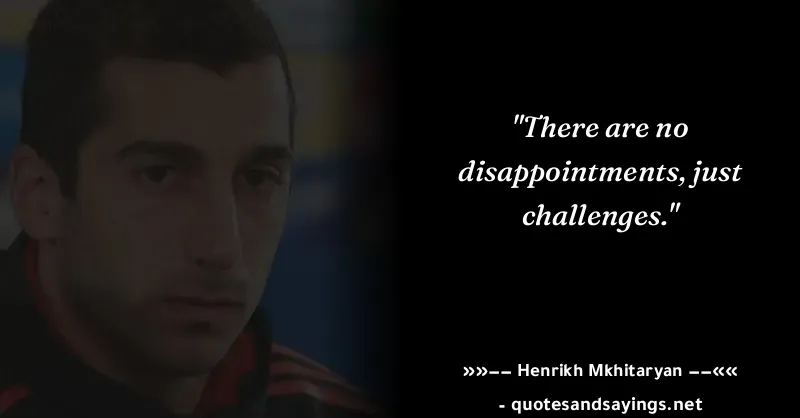 "There are no
disappointments, just
challenges."
»»−− Henrikh Mkhitaryan −−««
- quotesandsayings.net